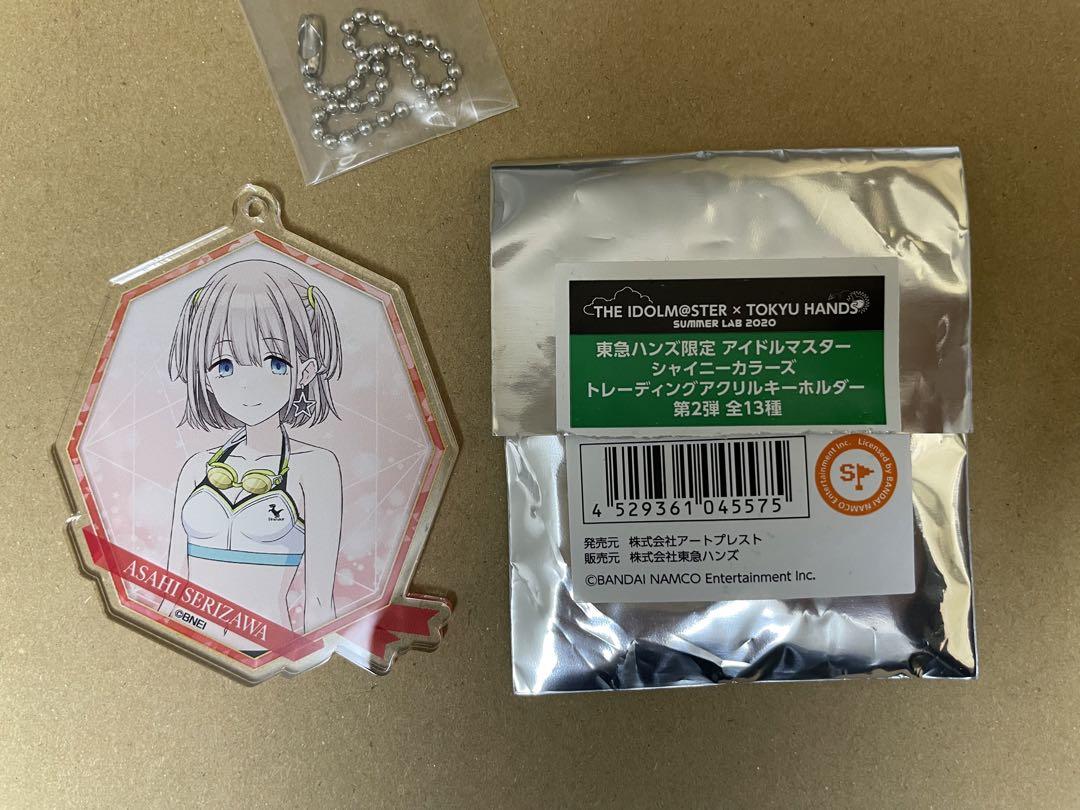 ASAHI SERIZAWA
©BNEI
THE IDOLM@STER × TOKYU HANDS
SUMMER LAB 2020
東急ハンズ限定 アイドルマスター
シャイニーカラーズ
トレーディングアクリルキーホルダー
第2弾 全13種
4 529361 045575
Entertainment Inc. Licensed by BANDAI NAMCO
SP
発売元 株式会社アートプレスト
販売元 株式会社東急ハンズ
©BANDAI NAMCO Entertainment Inc.